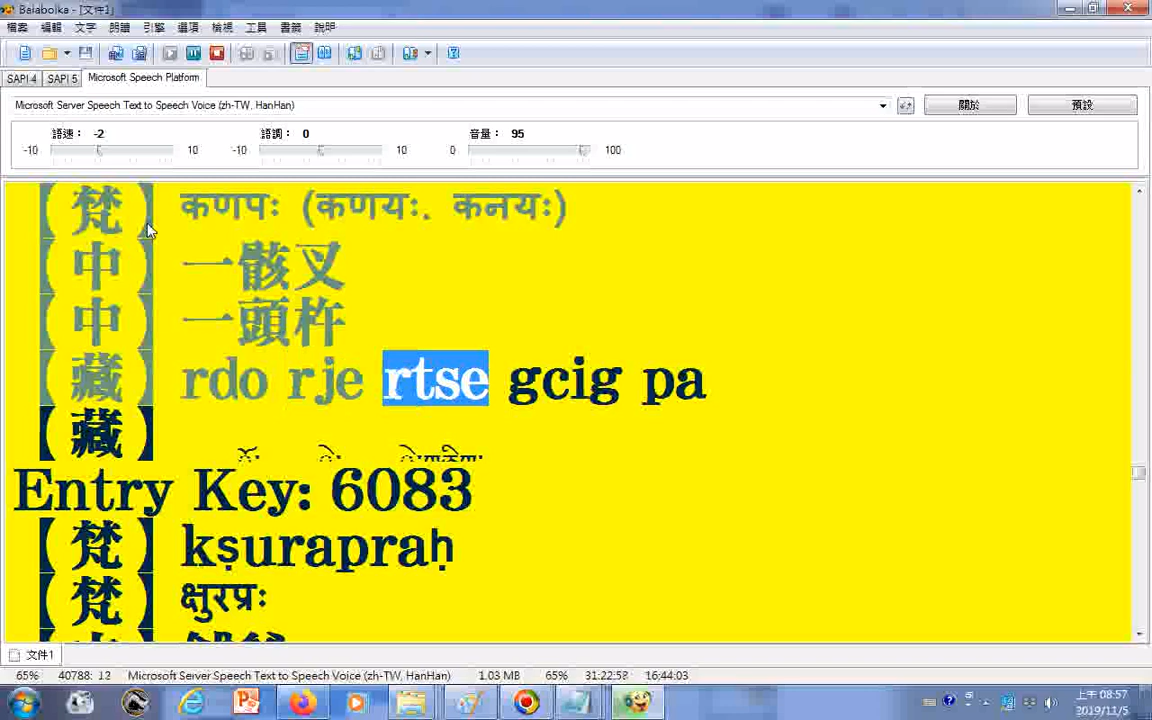 Balabolka - [文件1]
檔案 編輯 文字 朗讀 引擎 選項 檢視 工具 書籤 說明
SAPI 4 SAPI 5 Microsoft Speech Platform
Microsoft Server Speech Text to Speech Voice (zh-TW, HanHan) 關於 預設
語速： -2 語調： 0 音量： 95
-10 10 -10 10 0 100
【梵】 कणपः (कणयः. कनयः)
【中】 一骸叉
【中】 一頭杵
【藏】 rdo rje rtse gcig pa
【藏】
Entry Key: 6083
【梵】 kṣurapraḥ
【梵】 क्षुरप्रः
文件1
65% 40788: 12 Microsoft Server Speech Text to Speech Voice (zh-TW, HanHan) 1.03 MB 65% 31:22:58 16:44:03
上午 08:57
2019/11/5